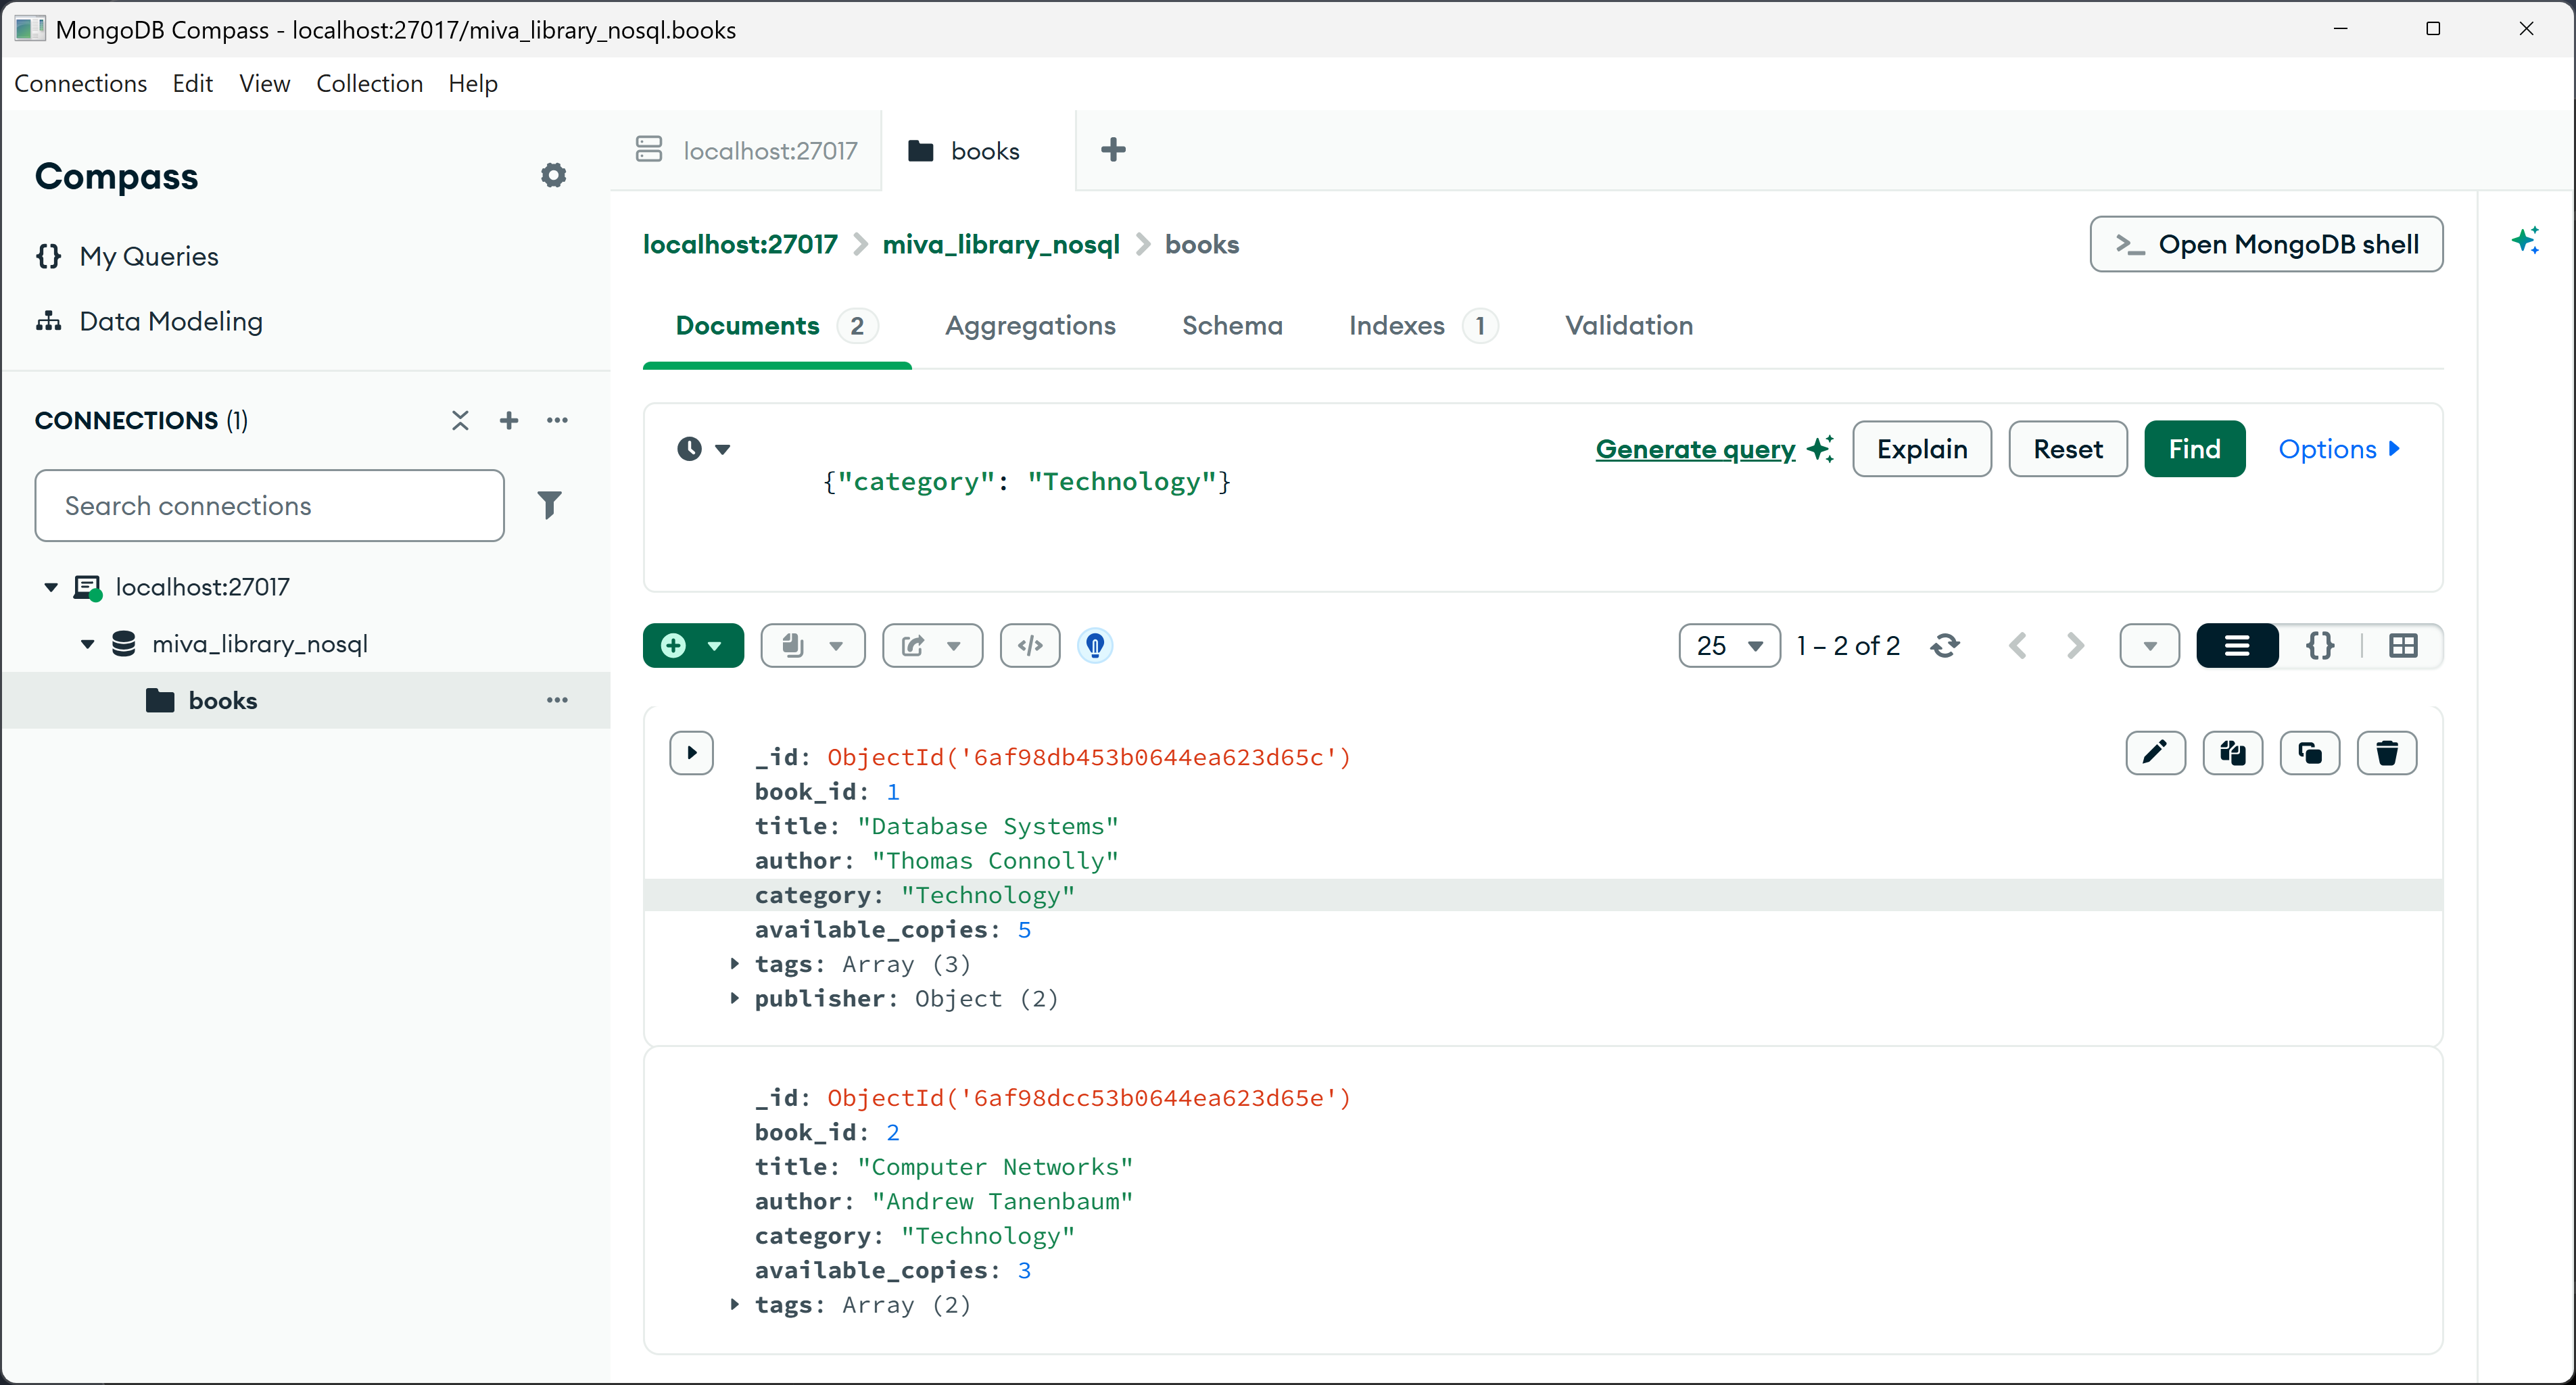 MongoDB Compass - localhost:27017/miva_library_nosql.books
Connections Edit View Collection Help
Compass
My Queries
Data Modeling
CONNECTIONS (1)
Search connections
localhost:27017
miva_library_nosql
books
localhost:27017
books
localhost:27017 > miva_library_nosql > books
>_ Open MongoDB shell
Documents 2 Aggregations Schema Indexes 1 Validation
Generate query Explain Reset Find Options
{"category": "Technology"}
25 1 – 2 of 2
_id: ObjectId('6af98db453b0644ea623d65c')
book_id: 1
title: "Database Systems"
author: "Thomas Connolly"
category: "Technology"
available_copies: 5
tags: Array (3)
publisher: Object (2)
_id: ObjectId('6af98dcc53b0644ea623d65e')
book_id: 2
title: "Computer Networks"
author: "Andrew Tanenbaum"
category: "Technology"
available_copies: 3
tags: Array (2)